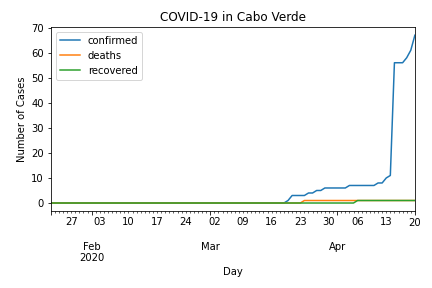 COVID-19 in Cabo Verde
confirmed
deaths
recovered
Number of Cases
70
60
50
40
30
20
10
0
27 03 10 17 24 02 09 16 23 30 06 13 20
Feb Mar Apr
2020
Day